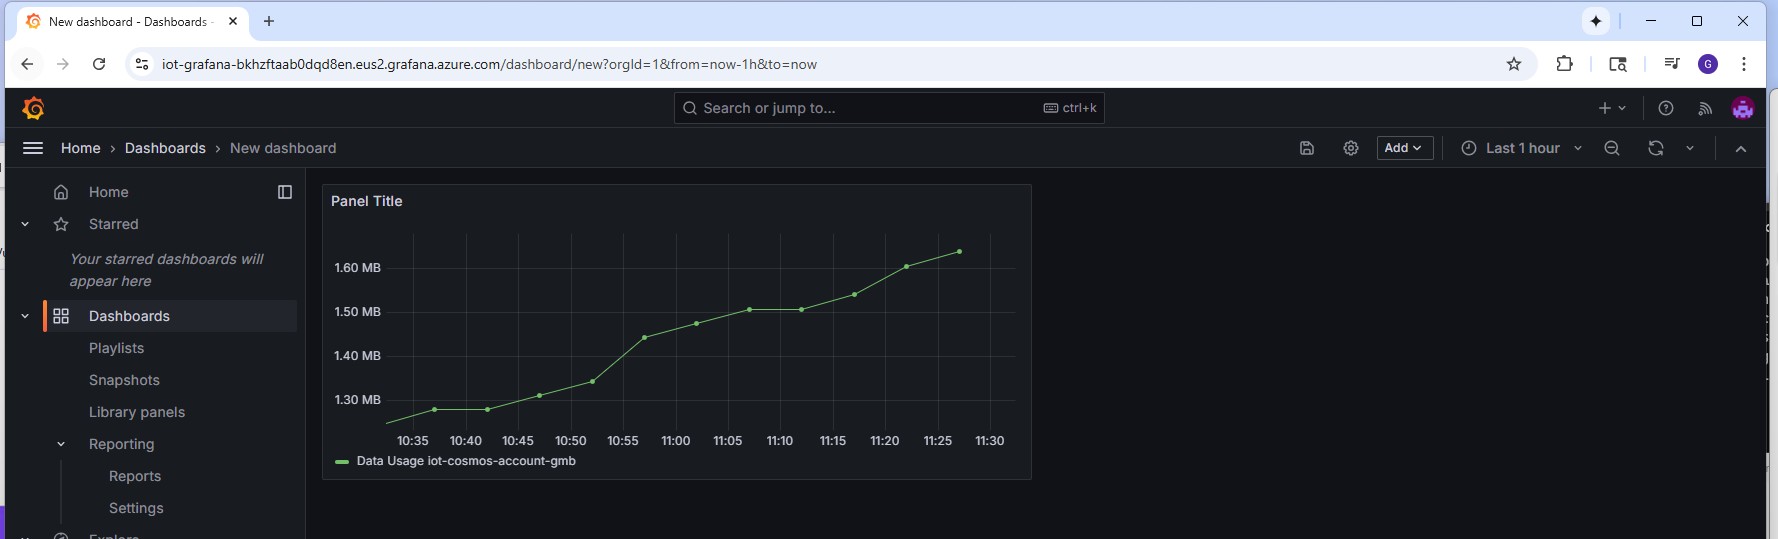 New dashboard - Dashboards -
iot-grafana-bkhzftaab0dqd8en.eus2.grafana.azure.com/dashboard/new?orgId=1&from=now-1h&to=now
G
Search or jump to...
ctrl+k
Home › Dashboards › New dashboard
Add
Last 1 hour
Home
Starred
Your starred dashboards will
appear here
Dashboards
Playlists
Snapshots
Library panels
Reporting
Reports
Settings
Explore
Panel Title
1.60 MB
1.50 MB
1.40 MB
1.30 MB
10:35 10:40 10:45 10:50 10:55 11:00 11:05 11:10 11:15 11:20 11:25 11:30
Data Usage iot-cosmos-account-gmb